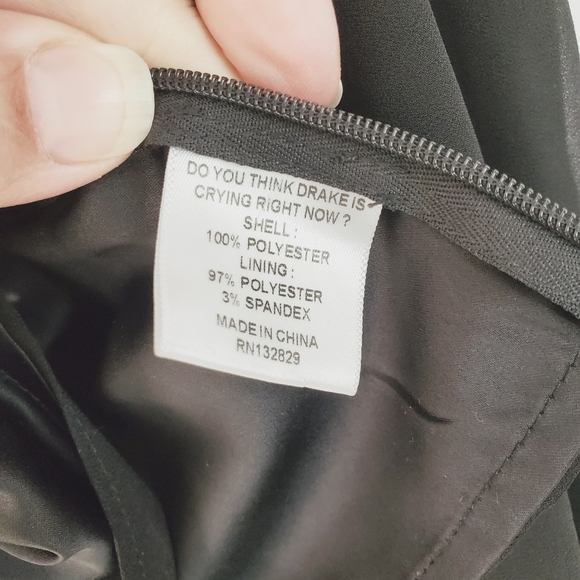 DO YOU THINK DRAKE IS
CRYING RIGHT NOW ?
SHELL :
100% POLYESTER
LINING :
97% POLYESTER
3% SPANDEX
MADE IN CHINA
RN132829